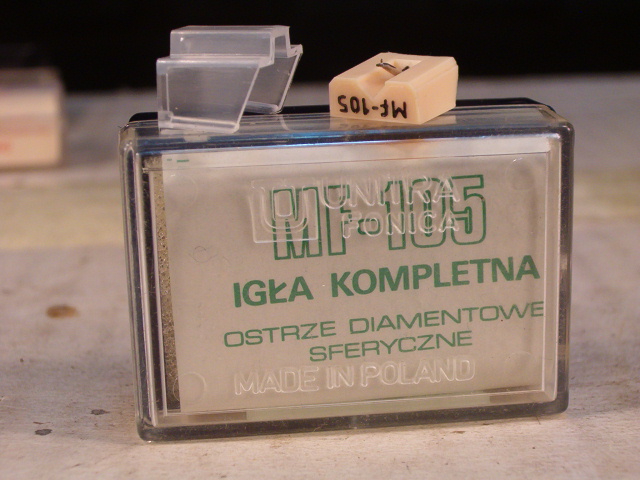 MF-105
UNITRA
FONICA
MF-105
IGŁA KOMPLETNA
OSTRZE DIAMENTOWE
SFERYCZNE
MADE IN POLAND